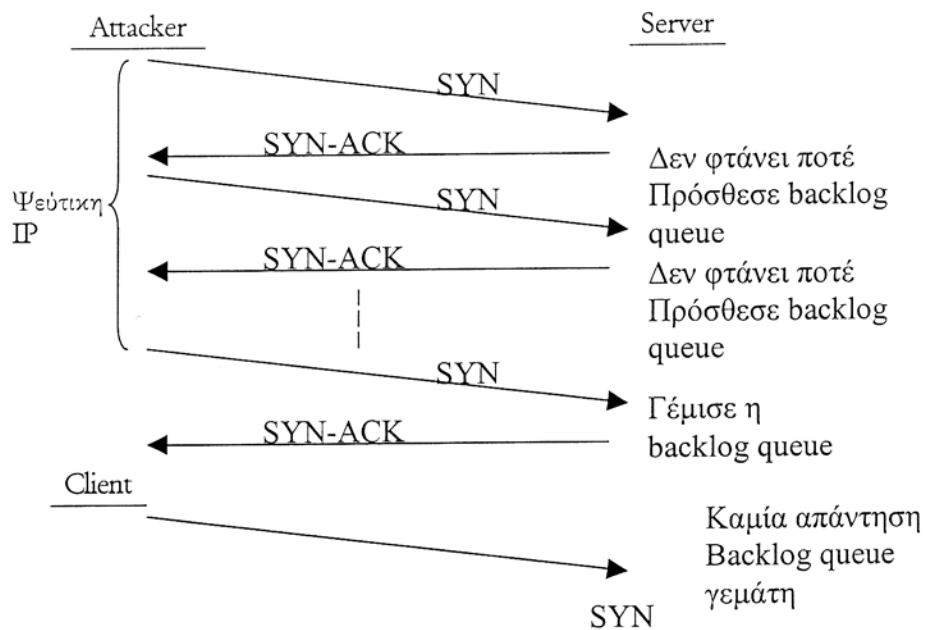 Attacker
Server
SYN
SYN-ACK
Δεν φτάνει ποτέ
Πρόσθεσε backlog
queue
Ψεύτικη
IP
SYN
SYN-ACK
Δεν φτάνει ποτέ
Πρόσθεσε backlog
queue
SYN
Γέμισε η
backlog queue
SYN-ACK
Client
Καμία απάντηση
Backlog queue
γεμάτη
SYN